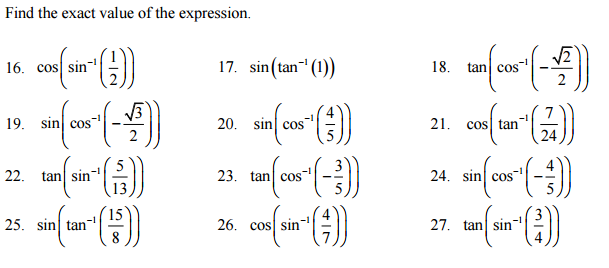 Find the exact value of the expression.
16. cos(sin⁻¹(1/2)) 17. sin(tan⁻¹(1)) 18. tan(cos⁻¹(-√2/2))
19. sin(cos⁻¹(-√3/2)) 20. sin(cos⁻¹(4/5)) 21. cos(tan⁻¹(7/24))
22. tan(sin⁻¹(5/13)) 23. tan(cos⁻¹(-3/5)) 24. sin(cos⁻¹(-4/5))
25. sin(tan⁻¹(15/8)) 26. cos(sin⁻¹(4/7)) 27. tan(sin⁻¹(3/4))